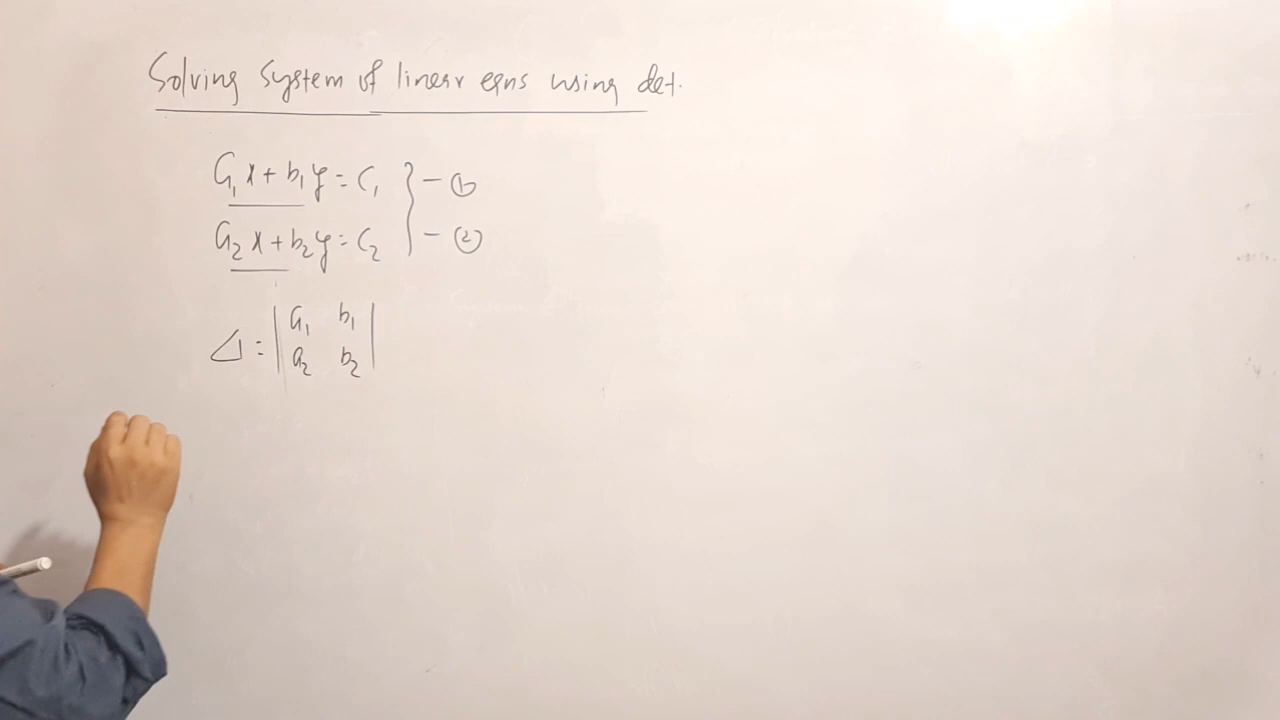 Solving system of linear eqns using det.
a₁x + b₁y = c₁ } — ①
a₂x + b₂y = c₂ } — ②
Δ = | a₁ b₁ |
| a₂ b₂ |